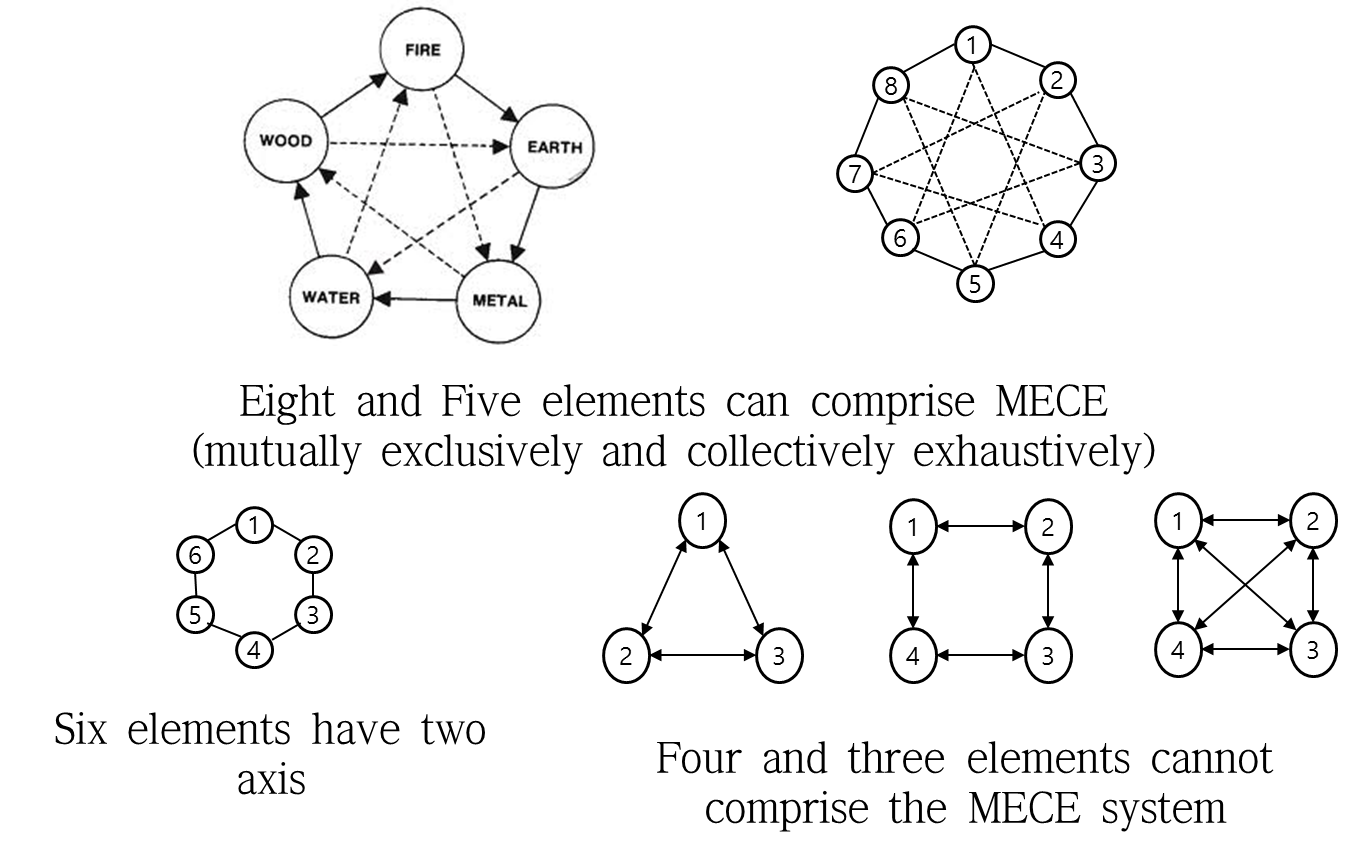 FIRE
WOOD
EARTH
WATER
METAL
1
2
3
4
5
6
7
8
Eight and Five elements can comprise MECE
(mutually exclusively and collectively exhaustively)
1
2
3
4
5
6
Six elements have two
axis
1
2
3
1
2
4
3
1
2
4
3
Four and three elements cannot
comprise the MECE system